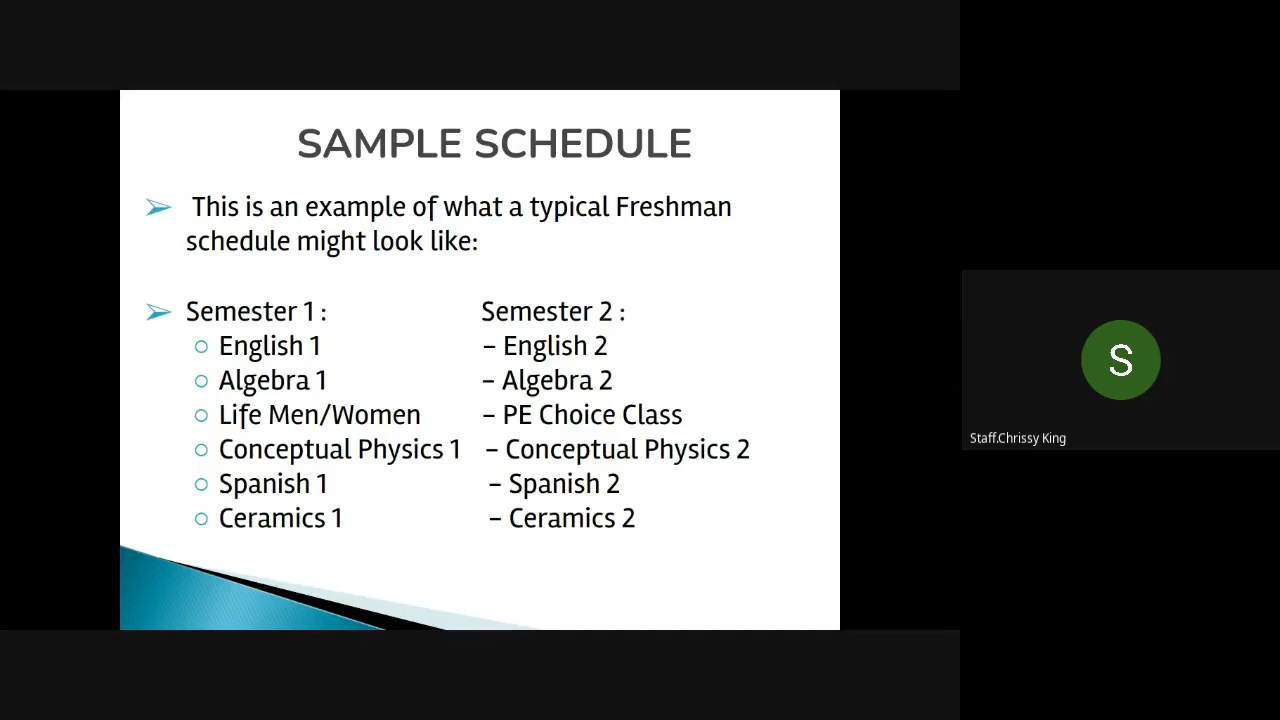 SAMPLE SCHEDULE
This is an example of what a typical Freshman
schedule might look like:
Semester 1 : Semester 2 :
English 1 – English 2
Algebra 1 – Algebra 2
Life Men/Women – PE Choice Class
Conceptual Physics 1 – Conceptual Physics 2
Spanish 1 – Spanish 2
Ceramics 1 – Ceramics 2
S
Staff.Chrissy King